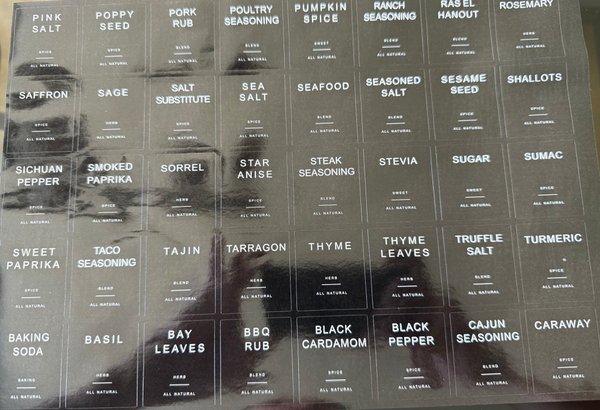 PINK
SALT
SPICE
ALL NATURAL
POPPY
SEED
SPICE
ALL NATURAL
PORK
RUB
BLEND
ALL NATURAL
POULTRY
SEASONING
BLEND
ALL NATURAL
PUMPKIN
SPICE
SWEET
ALL NATURAL
RANCH
SEASONING
BLEND
ALL NATURAL
RAS EL
HANOUT
BLEND
ALL NATURAL
ROSEMARY
HERB
ALL NATURAL
SAFFRON
SPICE
ALL NATURAL
SAGE
HERB
ALL NATURAL
SALT
SUBSTITUTE
SPICE
ALL NATURAL
SEA
SALT
SPICE
ALL NATURAL
SEAFOOD
BLEND
ALL NATURAL
SEASONED
SALT
BLEND
ALL NATURAL
SESAME
SEED
SPICE
ALL NATURAL
SHALLOTS
SPICE
ALL NATURAL
SICHUAN
PEPPER
SPICE
ALL NATURAL
SMOKED
PAPRIKA
SPICE
ALL NATURAL
SORREL
HERB
ALL NATURAL
STAR
ANISE
SPICE
ALL NATURAL
STEAK
SEASONING
BLEND
ALL NATURAL
STEVIA
SWEET
ALL NATURAL
SUGAR
SWEET
ALL NATURAL
SUMAC
SPICE
ALL NATURAL
SWEET
PAPRIKA
SPICE
ALL NATURAL
TACO
SEASONING
BLEND
ALL NATURAL
TAJIN
BLEND
ALL NATURAL
TARRAGON
HERB
ALL NATURAL
THYME
HERB
ALL NATURAL
THYME
LEAVES
HERB
ALL NATURAL
TRUFFLE
SALT
BLEND
ALL NATURAL
TURMERIC
SPICE
ALL NATURAL
BAKING
SODA
BAKING
ALL NATURAL
BASIL
HERB
ALL NATURAL
BAY
LEAVES
HERB
ALL NATURAL
BBQ
RUB
BLEND
ALL NATURAL
BLACK
CARDAMOM
SPICE
ALL NATURAL
BLACK
PEPPER
SPICE
ALL NATURAL
CAJUN
SEASONING
BLEND
ALL NATURAL
CARAWAY
SPICE
ALL NATURAL